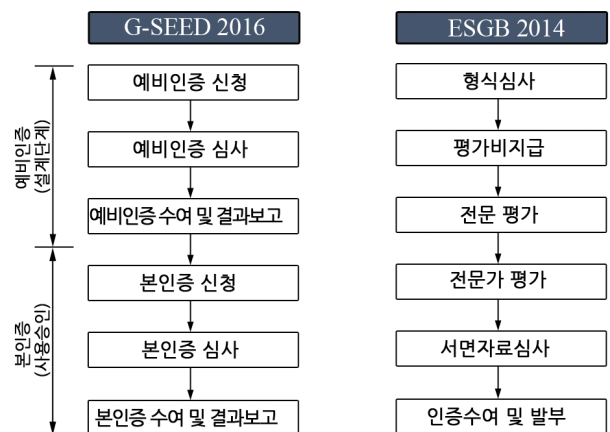 G-SEED 2016
예비인증
(설계단계)
예비인증 신청
예비인증 심사
예비인증 수여 및 결과보고
본인증
(사용승인)
본인증 신청
본인증 심사
본인증 수여 및 결과보고
ESGB 2014
형식심사
평가비지급
전문 평가
전문가 평가
서면자료심사
인증수여 및 발부